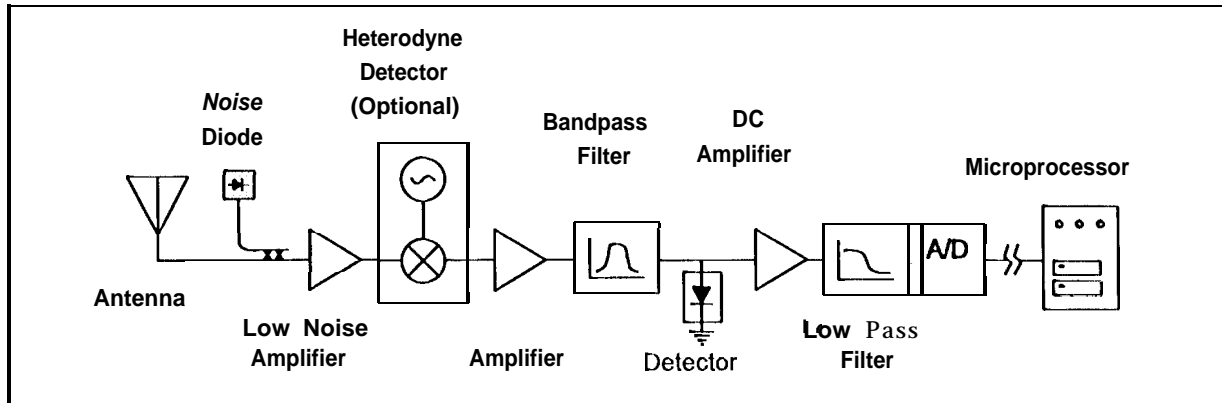 Heterodyne
Detector
(Optional)
Noise
Diode
Bandpass
Filter
DC
Amplifier
Microprocessor
A/D
Antenna
Low Noise
Amplifier
Amplifier
Detector
Low Pass
Filter